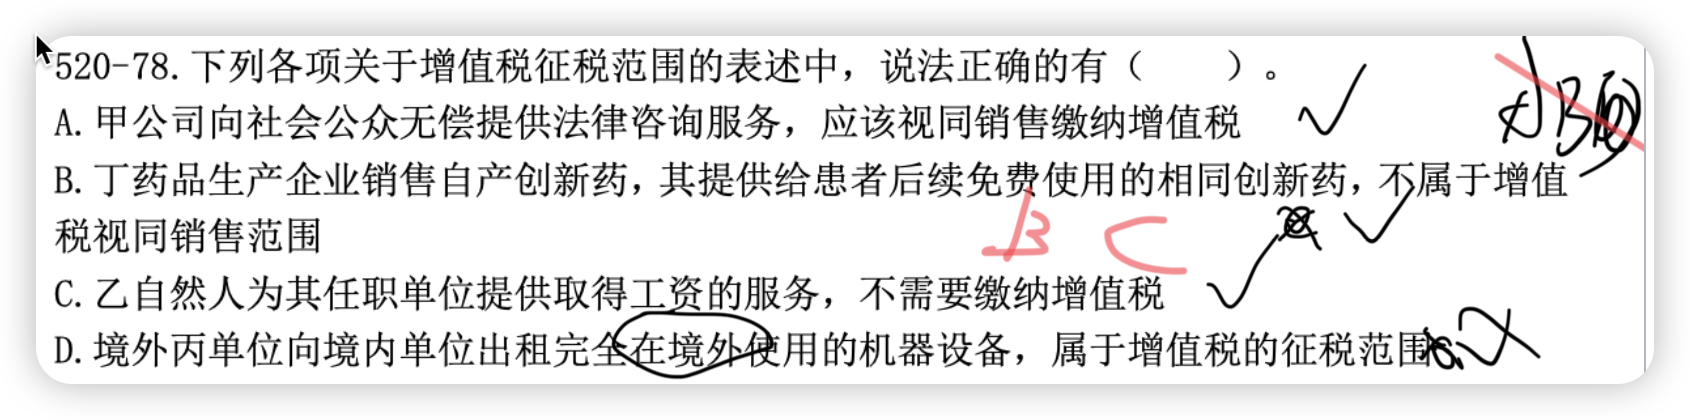 520-78.下列各项关于增值税征税范围的表述中，说法正确的有（　　）。
A.甲公司向社会公众无偿提供法律咨询服务，应该视同销售缴纳增值税
B.丁药品生产企业销售自产创新药，其提供给患者后续免费使用的相同创新药，不属于增值
税视同销售范围
B C
C.乙自然人为其任职单位提供取得工资的服务，不需要缴纳增值税
D.境外丙单位向境内单位出租完全在境外使用的机器设备，属于增值税的征税范围